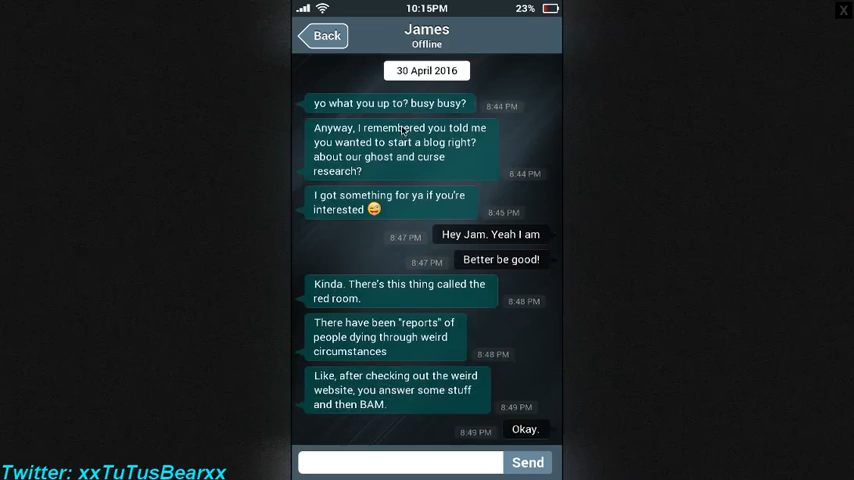 10:15PM
23%
X
Back
James
Offline
30 April 2016
yo what you up to? busy busy?
8:44 PM
Anyway, I remembered you told me
you wanted to start a blog right?
about our ghost and curse
research?
8:44 PM
I got something for ya if you're
interested 😜
8:45 PM
Hey Jam. Yeah I am
8:47 PM
Better be good!
8:47 PM
Kinda. There's this thing called the
red room.
8:48 PM
There have been "reports" of
people dying through weird
circumstances
8:48 PM
Like, after checking out the weird
website, you answer some stuff
and then BAM.
8:49 PM
Okay.
8:49 PM
Send
Twitter: xxTuTusBearxx